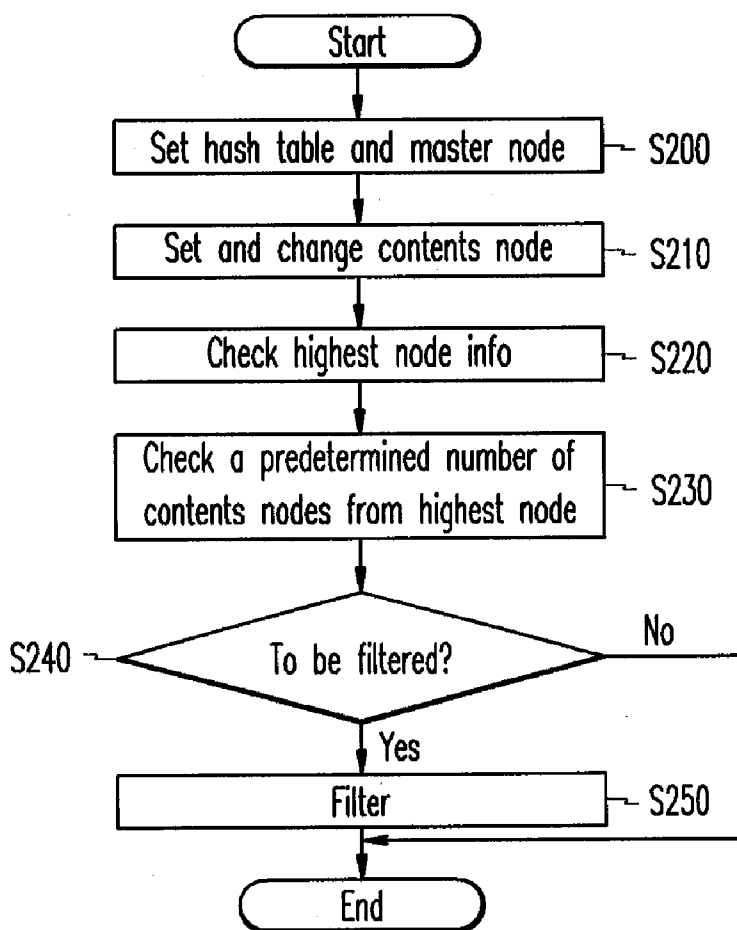 Start
Set hash table and master node
S200
Set and change contents node
S210
Check highest node info
S220
Check a predetermined number of
contents nodes from highest node
S230
S240
To be filtered?
No
Yes
Filter
S250
End